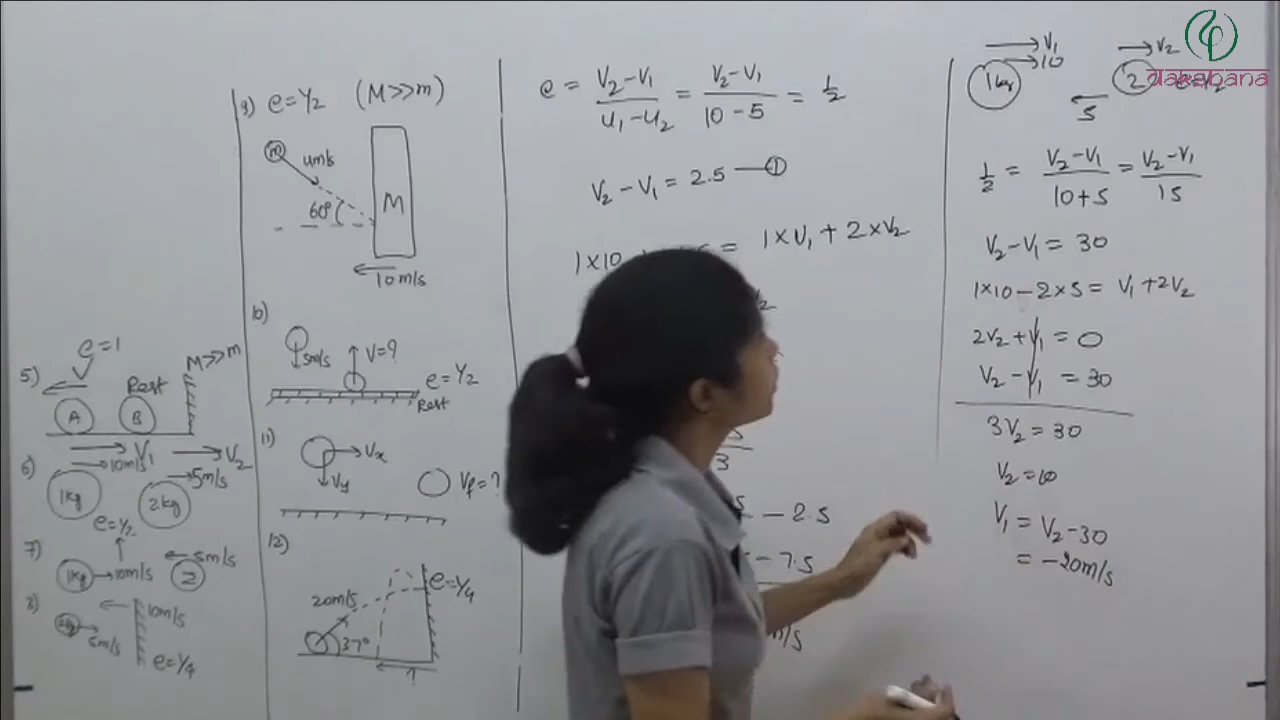 5)
e=1
M>>m
A
Rest
B
V₁
V₂
6)
10m/s
5m/s
1kg
2kg
e=½
7)
1kg
10m/s
5m/s
2
8)
10m/s
5m/s
e=¼
9) e=½ (M>>m)
m
um/s
60°
M
10m/s
10)
5m/s
V=?
e=½
Rest
11)
Vₓ
Vy
Vf=?
12)
20m/s
37°
e=¼
?
e = (V₂-V₁)/(u₁-u₂) = (V₂-V₁)/(10-5) = ½
V₂-V₁ = 2.5 —①
1×10 = 1×V₁ + 2×V₂
3
- 2.5
- 7.5
m/s
V₁
10
V₂
1kg
2
5
½ = (V₂-V₁)/(10+5) = (V₂-V₁)/15
V₂-V₁ = 30
1×10-2×5 = V₁+2V₂
2V₂+V₁ = 0
V₂-V₁ = 30
3V₂ = 30
V₂=10
V₁ = V₂-30
= -20m/s